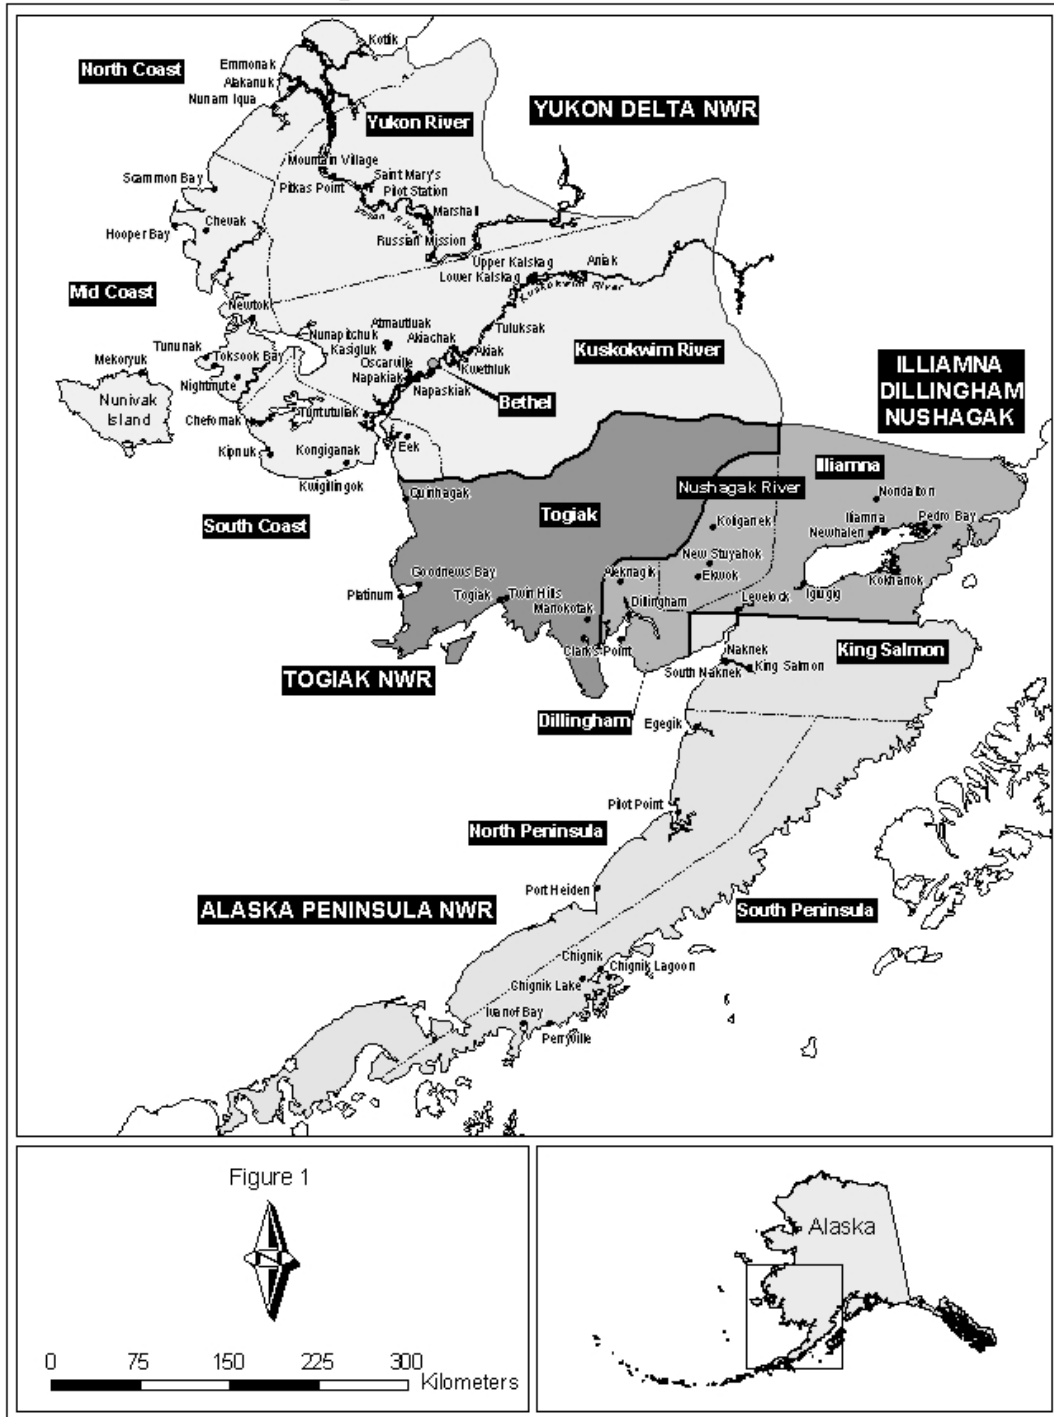 Kotlik
North Coast
Emmonak
Alakanuk
Nunam Iqua
Yukon River
YUKON DELTA NWR
Mountain Village
Saint Mary's
Pitkas Point
Pilot Station
Scammon Bay
Marshall
Yukon River
Chevak
Hooper Bay
Russian Mission
Upper Kalskag
Aniak
Lower Kalskag
Kuskokwim River
Mid Coast
Newtok
Atmautluak
Nunapitchuk
Akiachak
Tuluksak
Kasigluk
Tununak
Toksook Bay
Akiak
Kuskokwim River
Oscarville
Kwethluk
Mekoryuk
Napakiak
Nightmute
Napaskiak
ILLIAMNA
DILLINGHAM
NUSHAGAK
Nunivak
Island
Bethel
Tuntutuliak
Chefornak
Eek
Kipnuk
Kongiganak
Kwigillingok
Illiamna
Nushagak River
Quinhagak
Nondalton
South Coast
Togiak
Koliganek
Iliamna
Pedro Bay
Newhalen
New Stuyahok
Goodnews Bay
Aleknagik
Ekwok
Kokhanok
Platinum
Togiak
Twin Hills
Igiugig
Manokotak
Dillingham
Levelock
Clark's Point
Naknek
King Salmon
South Naknek
King Salmon
TOGIAK NWR
Dillingham
Egegik
Pilot Point
North Peninsula
Port Heiden
ALASKA PENINSULA NWR
South Peninsula
Chignik
Chignik Lagoon
Chignik Lake
Ivanof Bay
Perryville
Figure 1
N
0 75 150 225 300
Kilometers
Alaska